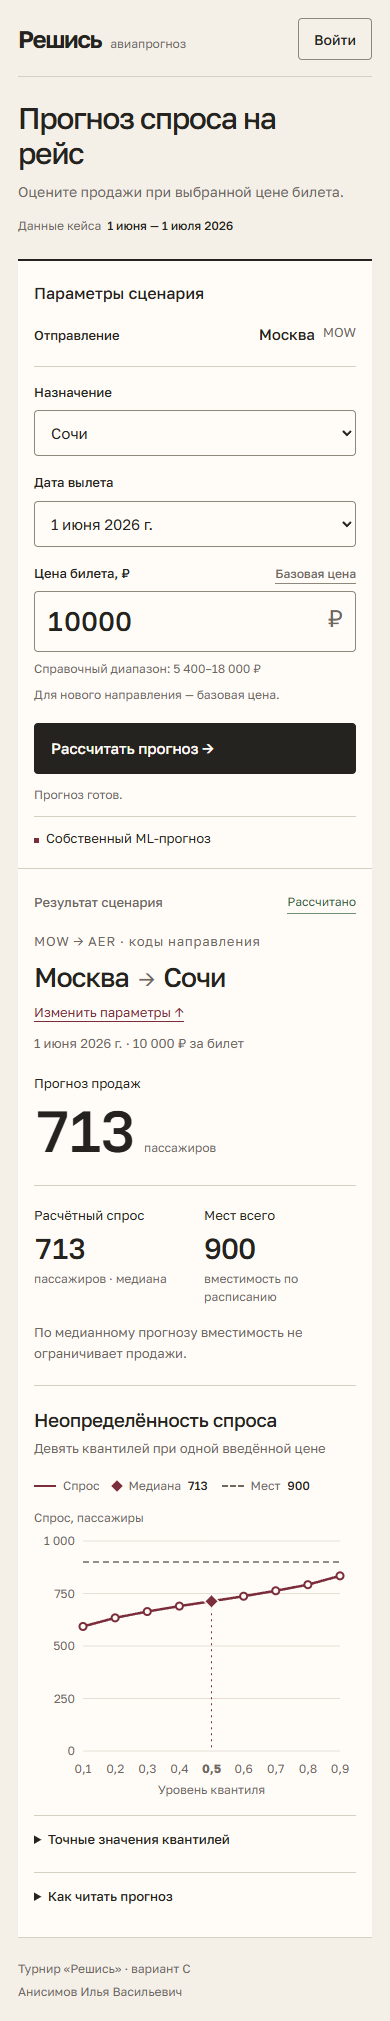 Решись авиапрогноз
Войти
Прогноз спроса на
рейс
Оцените продажи при выбранной цене билета.
Данные кейса 1 июня — 1 июля 2026
Параметры сценария
Отправление
Москва MOW
Назначение
Сочи
Дата вылета
1 июня 2026 г.
Цена билета, ₽
Базовая цена
10000 ₽
Справочный диапазон: 5 400–18 000 ₽
Для нового направления — базовая цена.
Рассчитать прогноз →
Прогноз готов.
Собственный ML-прогноз
Результат сценария
Рассчитано
MOW → AER · коды направления
Москва → Сочи
Изменить параметры ↑
1 июня 2026 г. · 10 000 ₽ за билет
Прогноз продаж
713 пассажиров
Расчётный спрос
713
пассажиров · медиана
Мест всего
900
вместимость по
расписанию
По медианному прогнозу вместимость не
ограничивает продажи.
Неопределённость спроса
Девять квантилей при одной введённой цене
Спрос Медиана 713 Мест 900
Спрос, пассажиры
1 000
750
500
250
0
0,1 0,2 0,3 0,4 0,5 0,6 0,7 0,8 0,9
Уровень квантиля
▶ Точные значения квантилей
▶ Как читать прогноз
Турнир «Решись» · вариант С
Анисимов Илья Васильевич